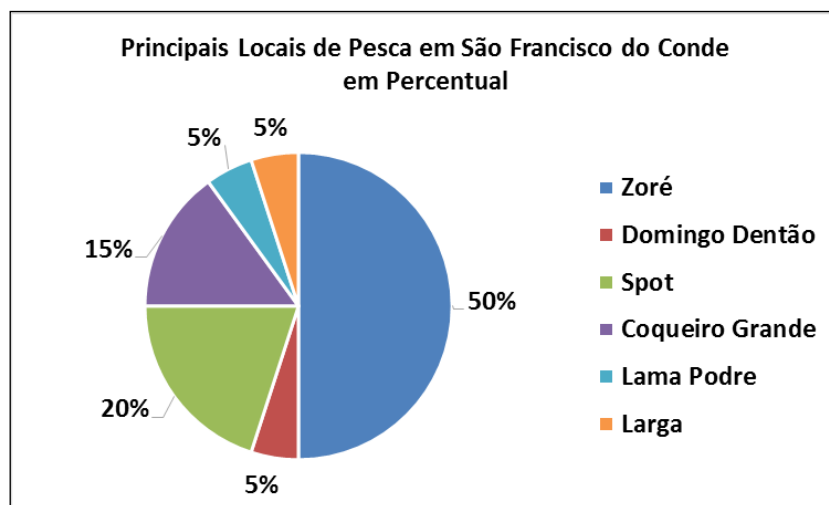 Principais Locais de Pesca em São Francisco do Conde
em Percentual
5%
5%
15%
50%
20%
5%
Zoré
Domingo Dentão
Spot
Coqueiro Grande
Lama Podre
Larga